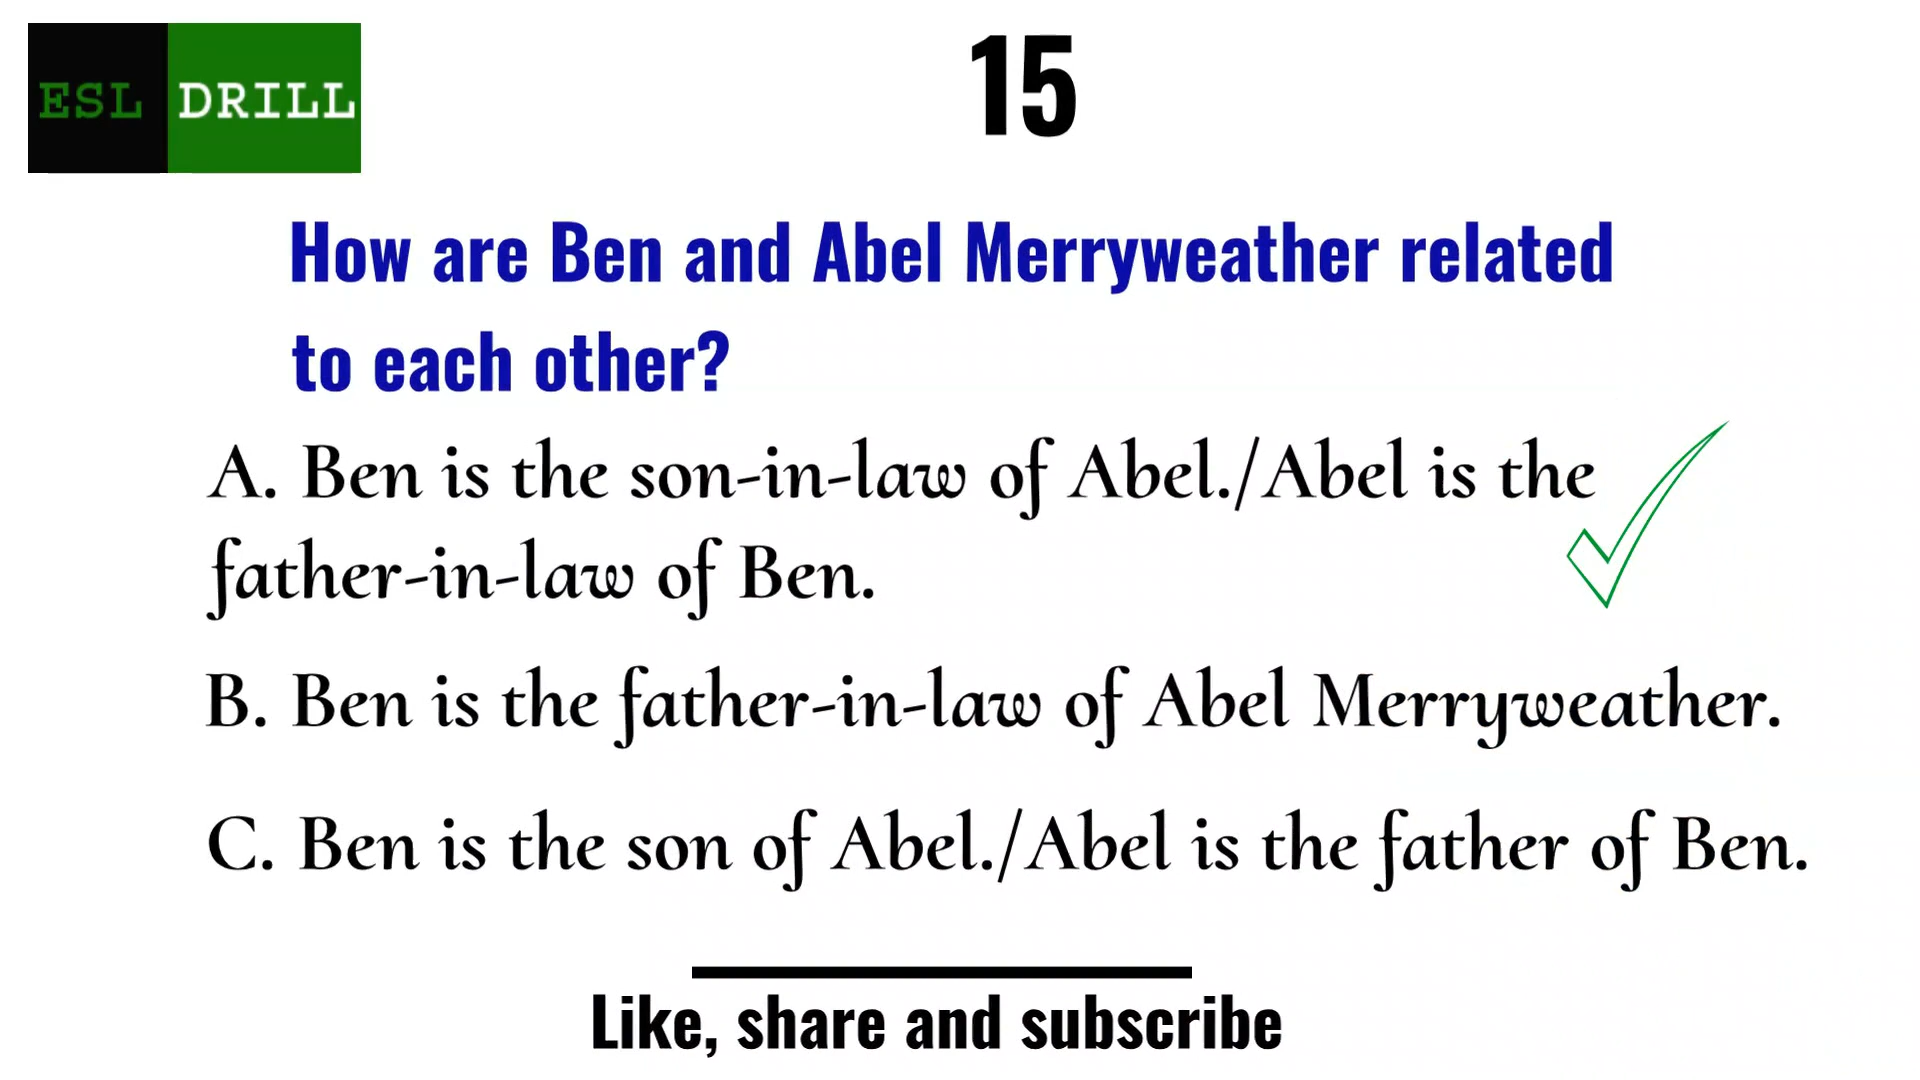 ESL DRILL
15
How are Ben and Abel Merryweather related
to each other?
A. Ben is the son-in-law of Abel./Abel is the
father-in-law of Ben.
B. Ben is the father-in-law of Abel Merryweather.
C. Ben is the son of Abel./Abel is the father of Ben.
Like, share and subscribe